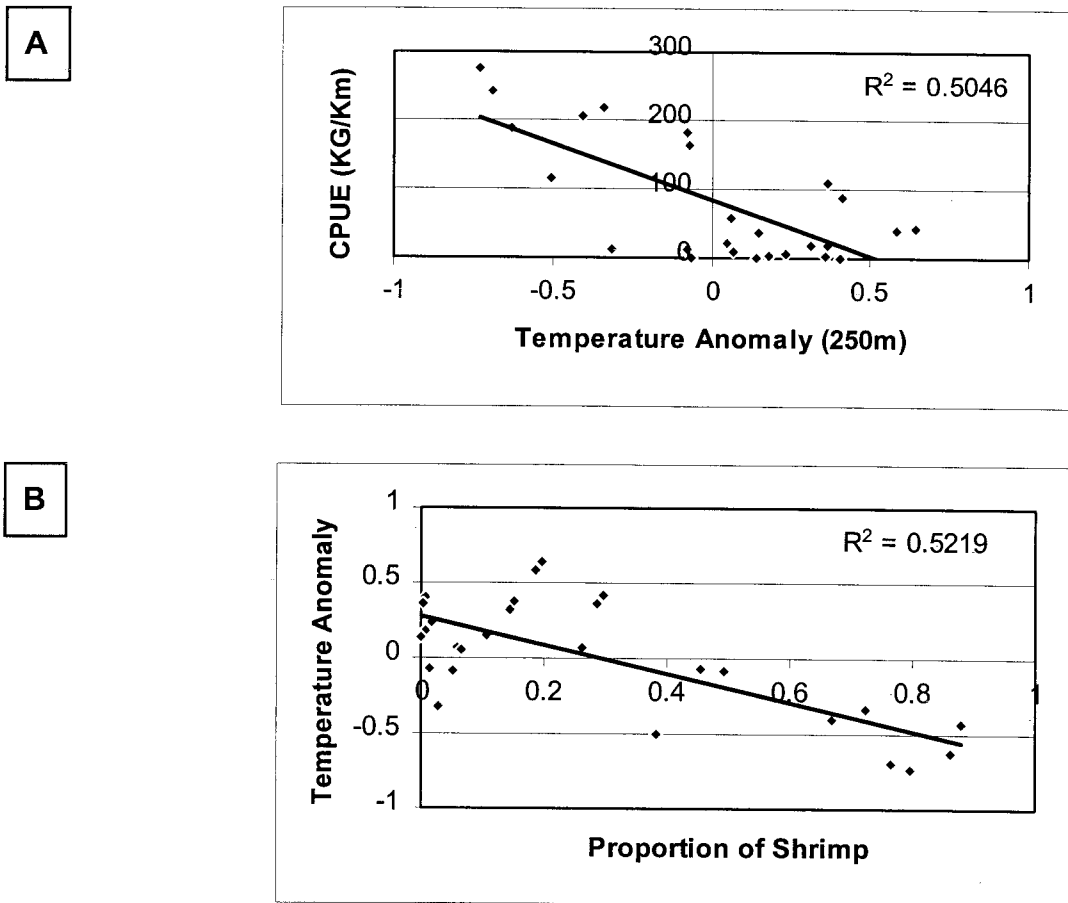 A
300
200
100
0
CPUE (KG/Km)
R² = 0.5046
-1 -0.5 0 0.5 1
Temperature Anomaly (250m)
B
1
0.5
0
-0.5
-1
Temperature Anomaly
R² = 0.5219
0 0.2 0.4 0.6 0.8 1
Proportion of Shrimp